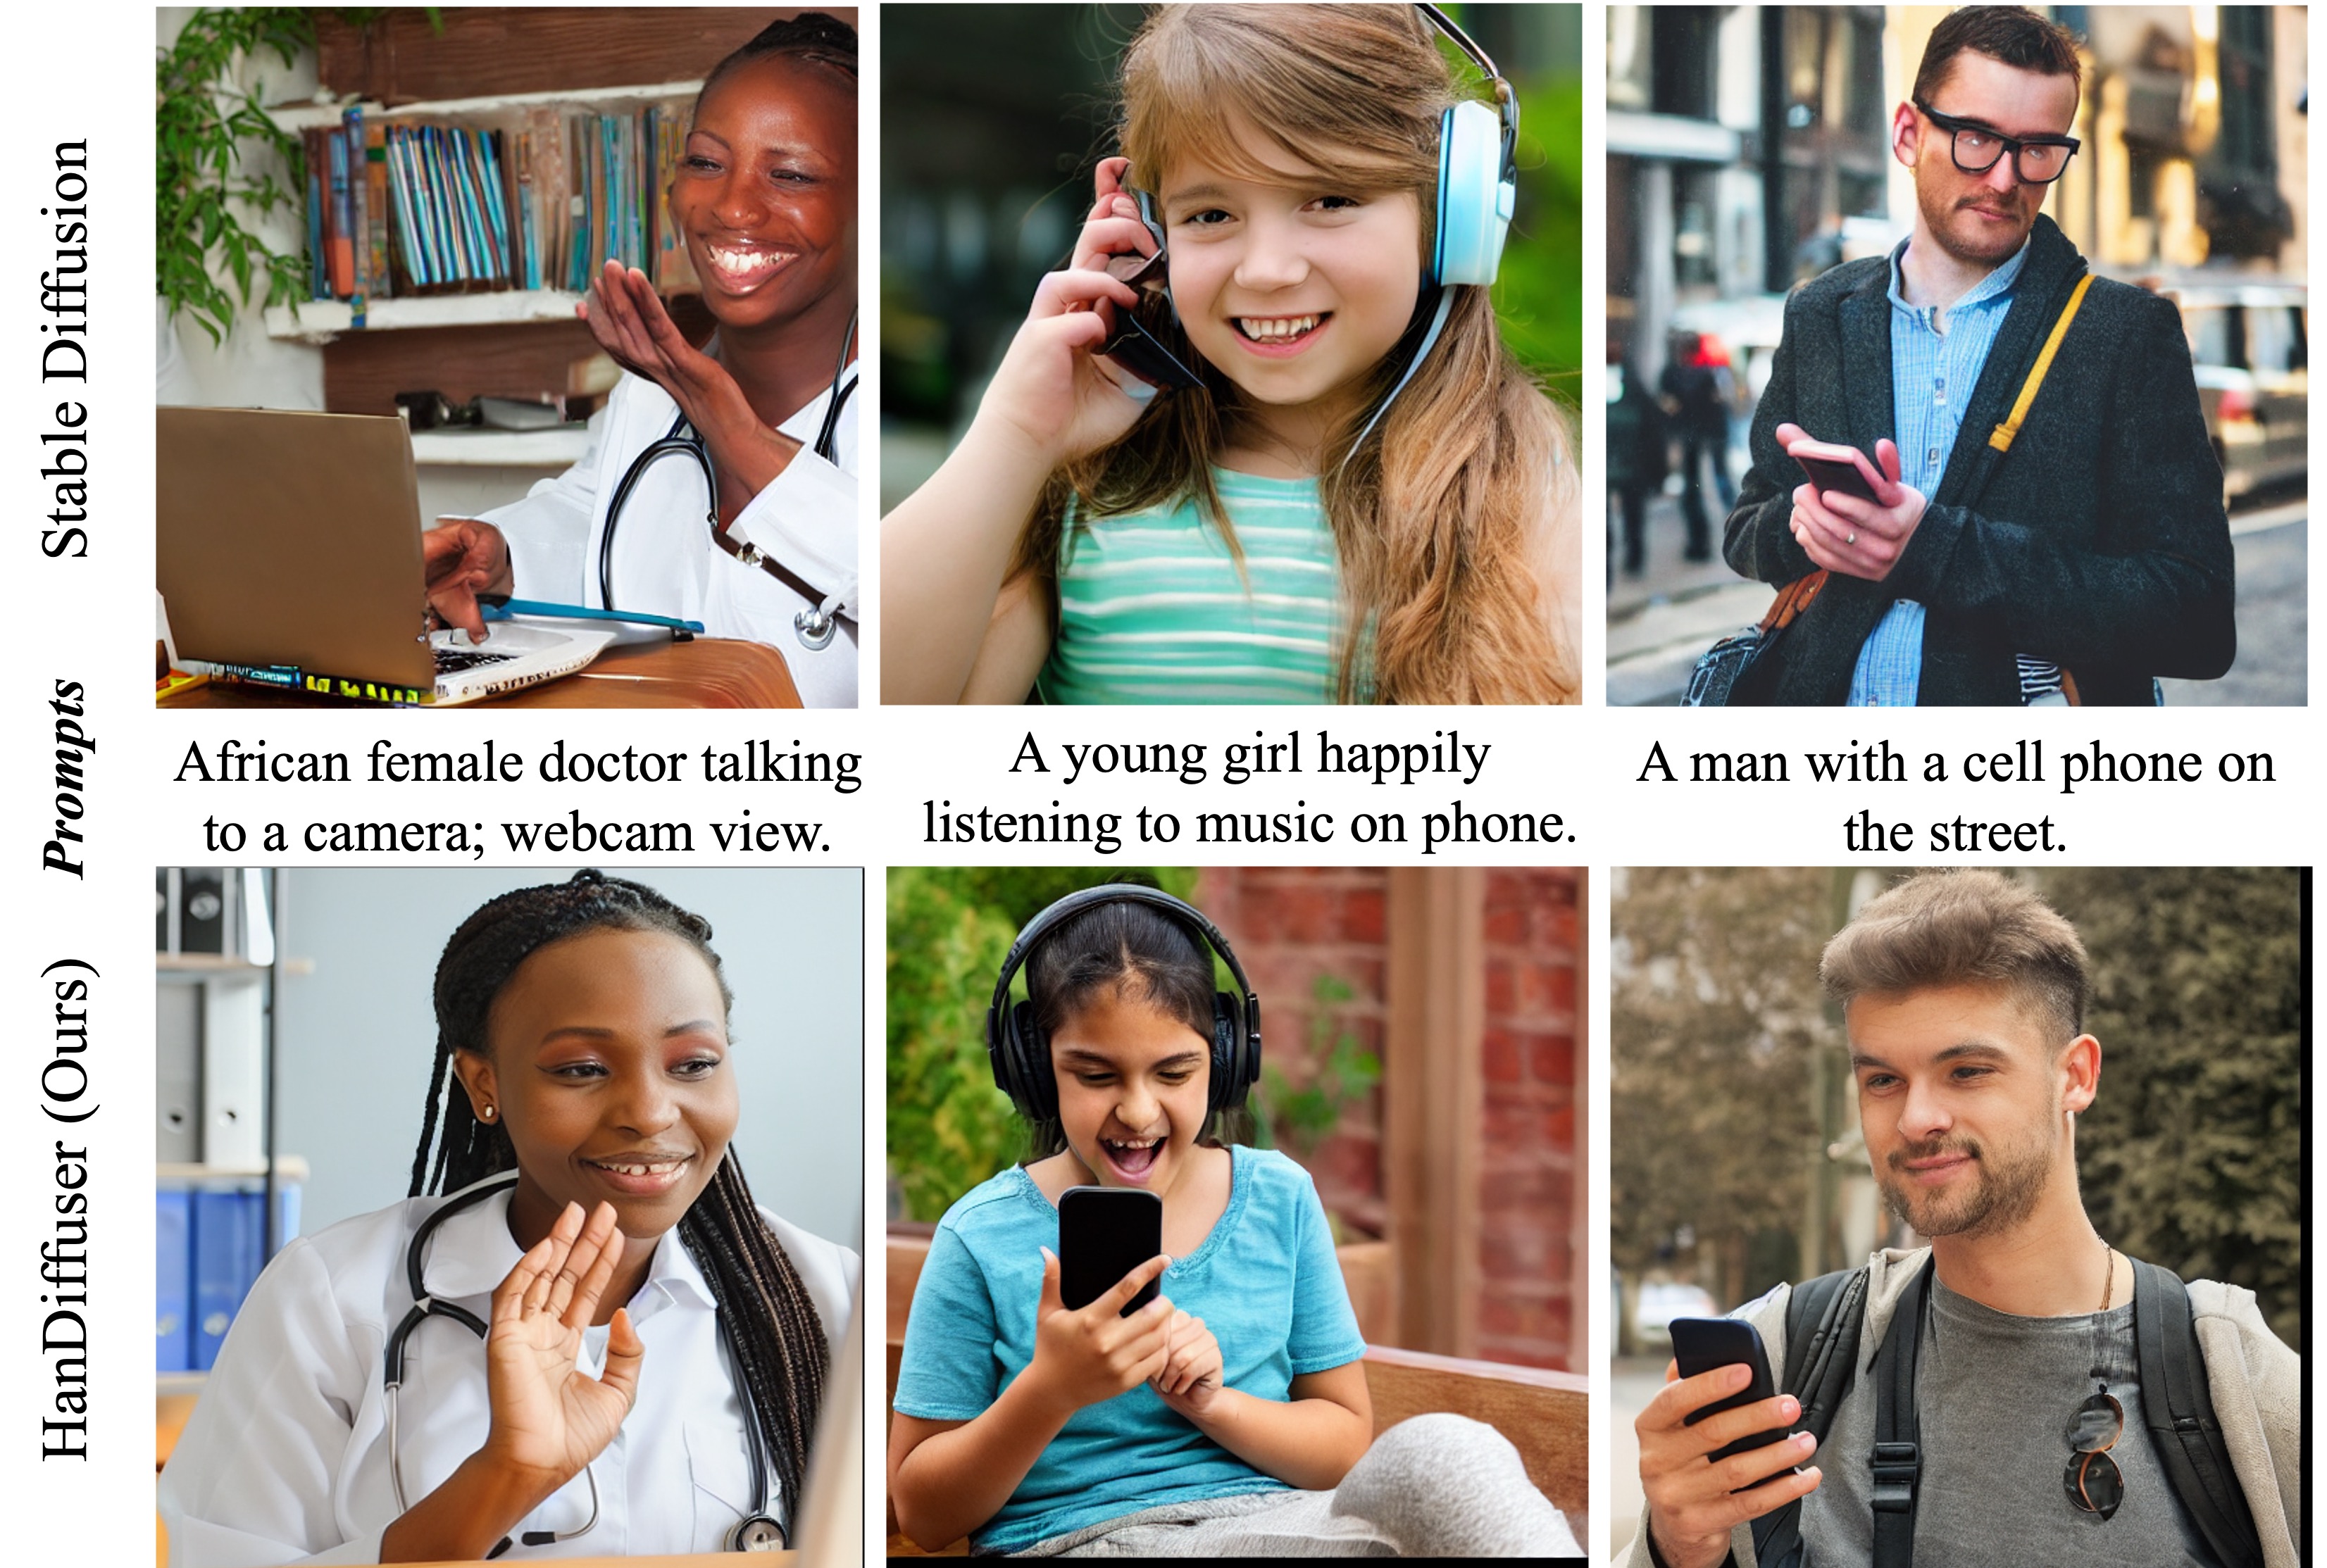 Stable Diffusion
Prompts
African female doctor talking
to a camera; webcam view.
A young girl happily
listening to music on phone.
A man with a cell phone on
the street.
HanDiffuser (Ours)